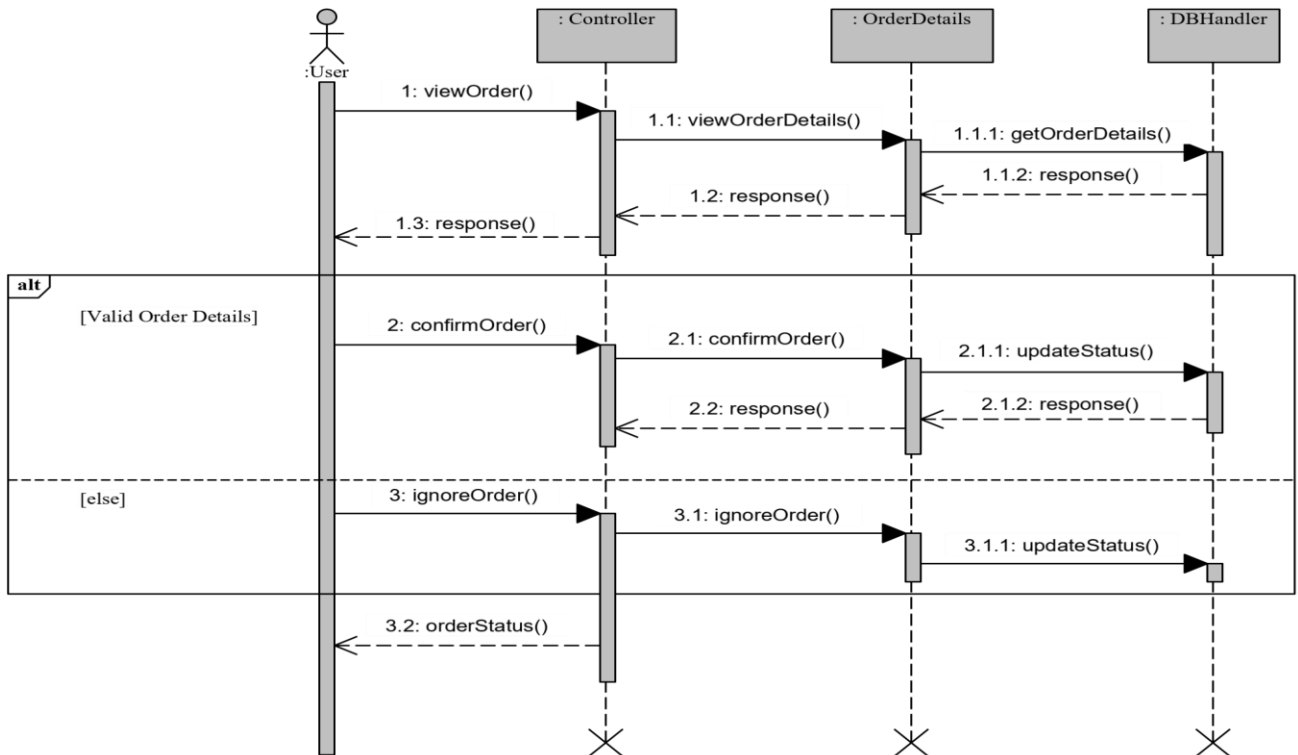 : Controller
: OrderDetails
: DBHandler
:User
1: viewOrder()
1.1: viewOrderDetails()
1.1.1: getOrderDetails()
1.1.2: response()
1.2: response()
1.3: response()
alt
[Valid Order Details]
2: confirmOrder()
2.1: confirmOrder()
2.1.1: updateStatus()
2.1.2: response()
2.2: response()
[else]
3: ignoreOrder()
3.1: ignoreOrder()
3.1.1: updateStatus()
3.2: orderStatus()